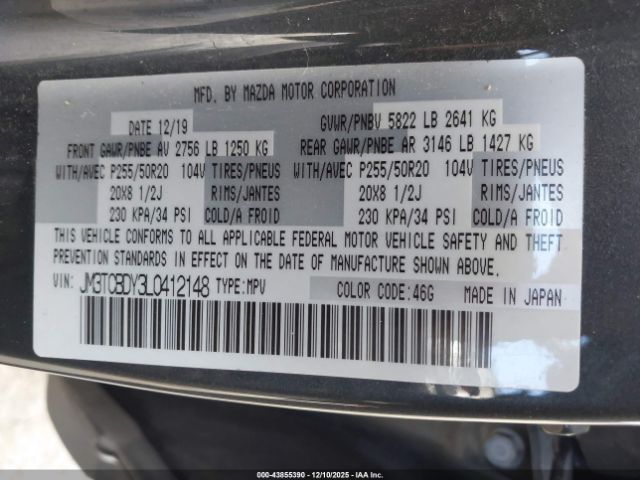 MFD. BY MAZDA MOTOR CORPORATION
DATE 12/19 GVWR/PNBV 5822 LB 2641 KG
FRONT GAWR/PNBE AV 2756 LB 1250 KG REAR GAWR/PNBE AR 3146 LB 1427 KG
WITH/AVEC P255/50R20 104V TIRES/PNEUS WITH/AVEC P255/50R20 104V TIRES/PNEUS
20X8 1/2J RIMS/JANTES 20X8 1/2J RIMS/JANTES
230 KPA/34 PSI COLD/A FROID 230 KPA/34 PSI COLD/A FROID
THIS VEHICLE CONFORMS TO ALL APPLICABLE FEDERAL MOTOR VEHICLE SAFETY AND THEFT
PREVENTION STANDARDS IN EFFECT ON THE DATE OF MANUFACTURE SHOWN ABOVE.
VIN: JM3TCBDY3L0412148 TYPE:MPV COLOR CODE:46G MADE IN JAPAN
000-43855390 - 12/10/2025 - IAAI.COM